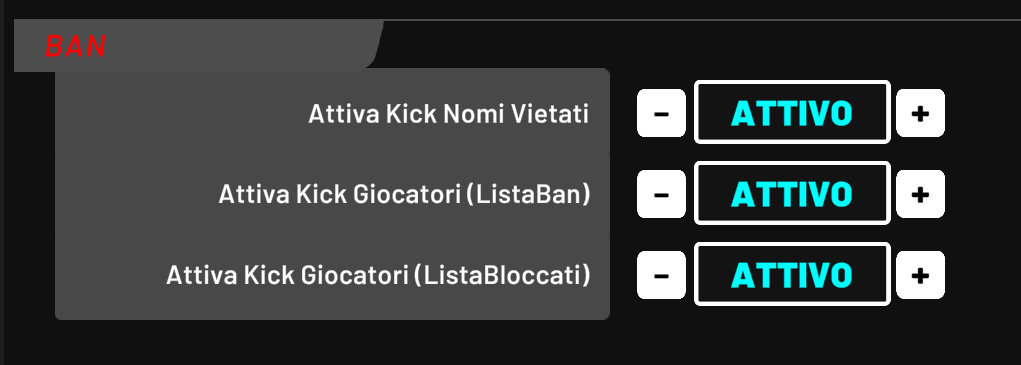 BAN
Attiva Kick Nomi Vietati - ATTIVO +
Attiva Kick Giocatori (ListaBan) - ATTIVO +
Attiva Kick Giocatori (ListaBloccati) - ATTIVO +